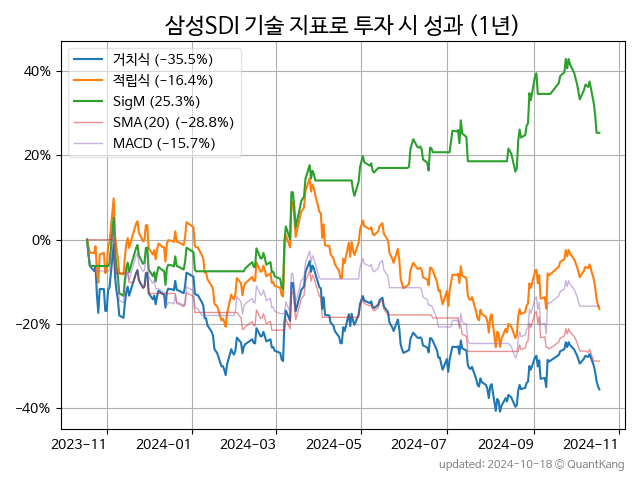 삼성SDI 기술 지표로 투자 시 성과 (1년)
거치식 (−35.5%)
적립식 (−16.4%)
SigM (25.3%)
SMA(20) (−28.8%)
MACD (−15.7%)
40%
20%
0%
−20%
−40%
2023-11 2024-01 2024-03 2024-05 2024-07 2024-09 2024-11
updated: 2024-10-18 © QuantKang